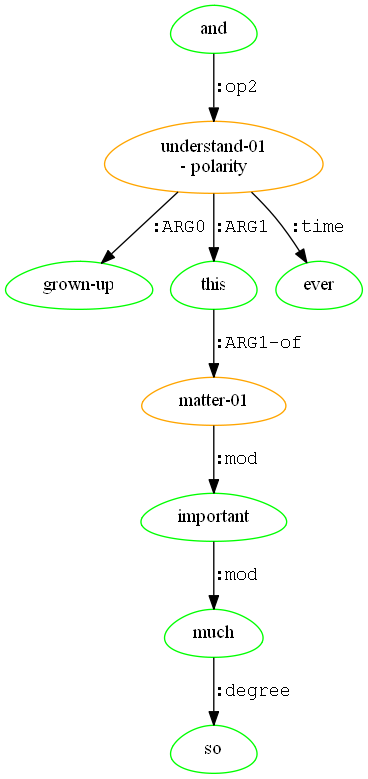 and
:op2
understand-01
- polarity
:ARG0
:ARG1
:time
grown-up
this
ever
:ARG1-of
matter-01
:mod
important
:mod
much
:degree
so